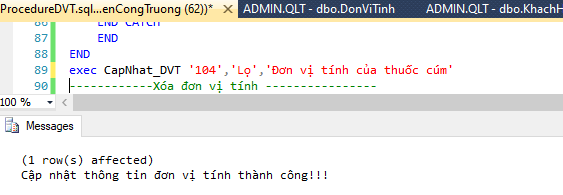 ProcedureDVT.sql...enCongTruong (62))*
ADMIN.QLT - dbo.DonViTinh
ADMIN.QLT - dbo.KhachH
86 END CATCH
87 END
88 END
89 exec CapNhat_DVT '104','Lọ','Đơn vị tính của thuốc cúm'
90 ------------Xóa đơn vị tính ----------------
100 %
Messages
(1 row(s) affected)
Cập nhật thông tin đơn vị tính thành công!!!